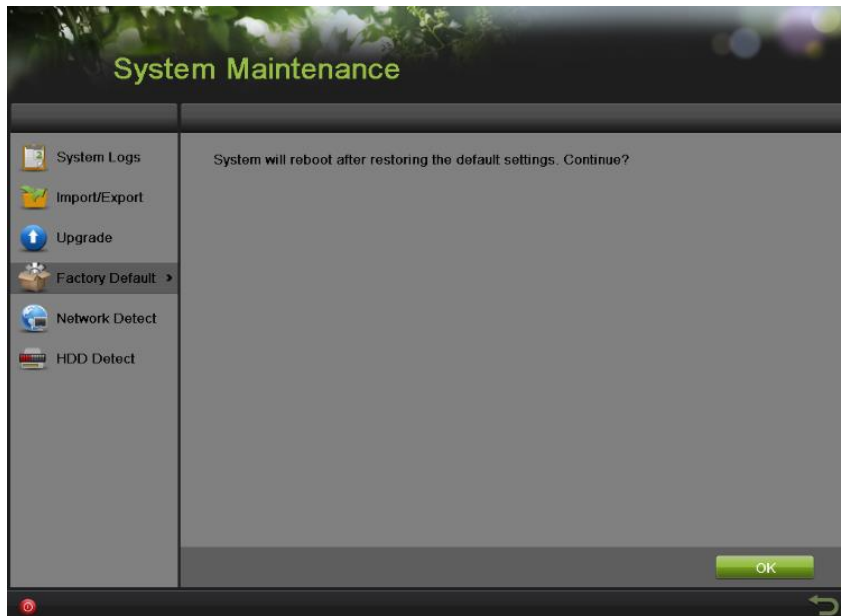 System Maintenance
System Logs
System will reboot after restoring the default settings. Continue?
Import/Export
Upgrade
Factory Default
Network Detect
HDD Detect
OK